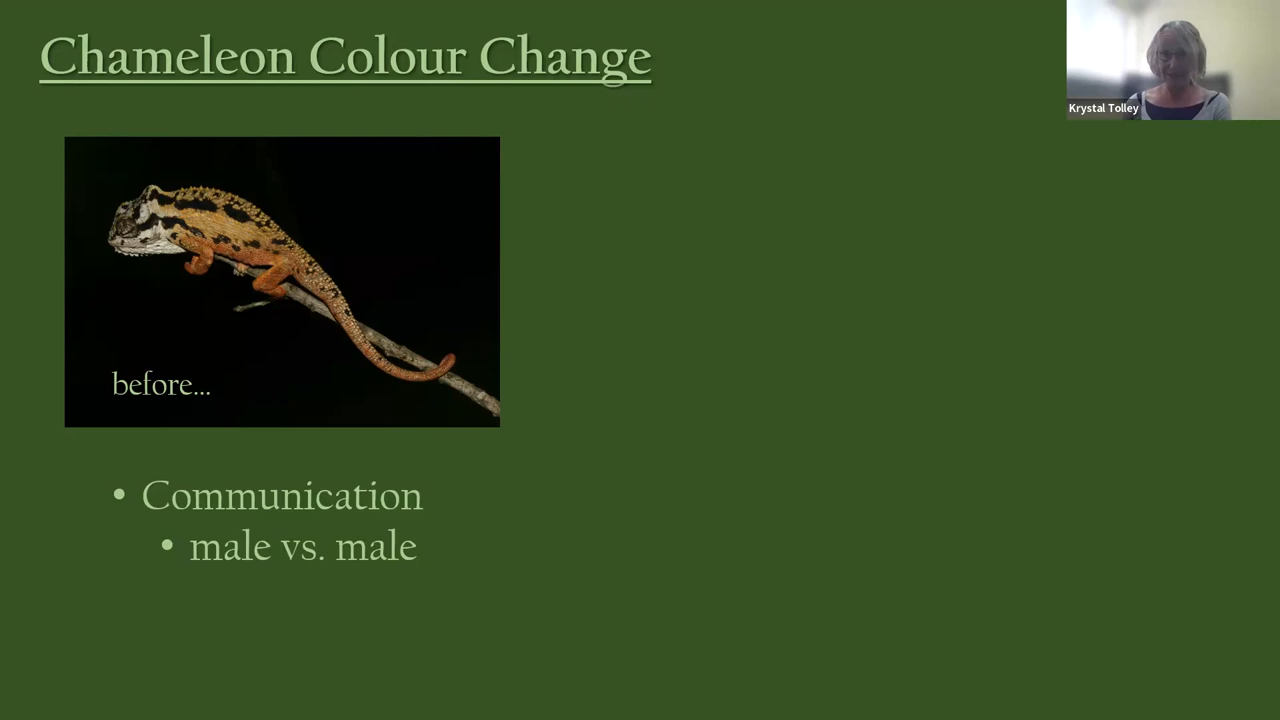 Chameleon Colour Change
Krystal Tolley
before...
• Communication
• male vs. male